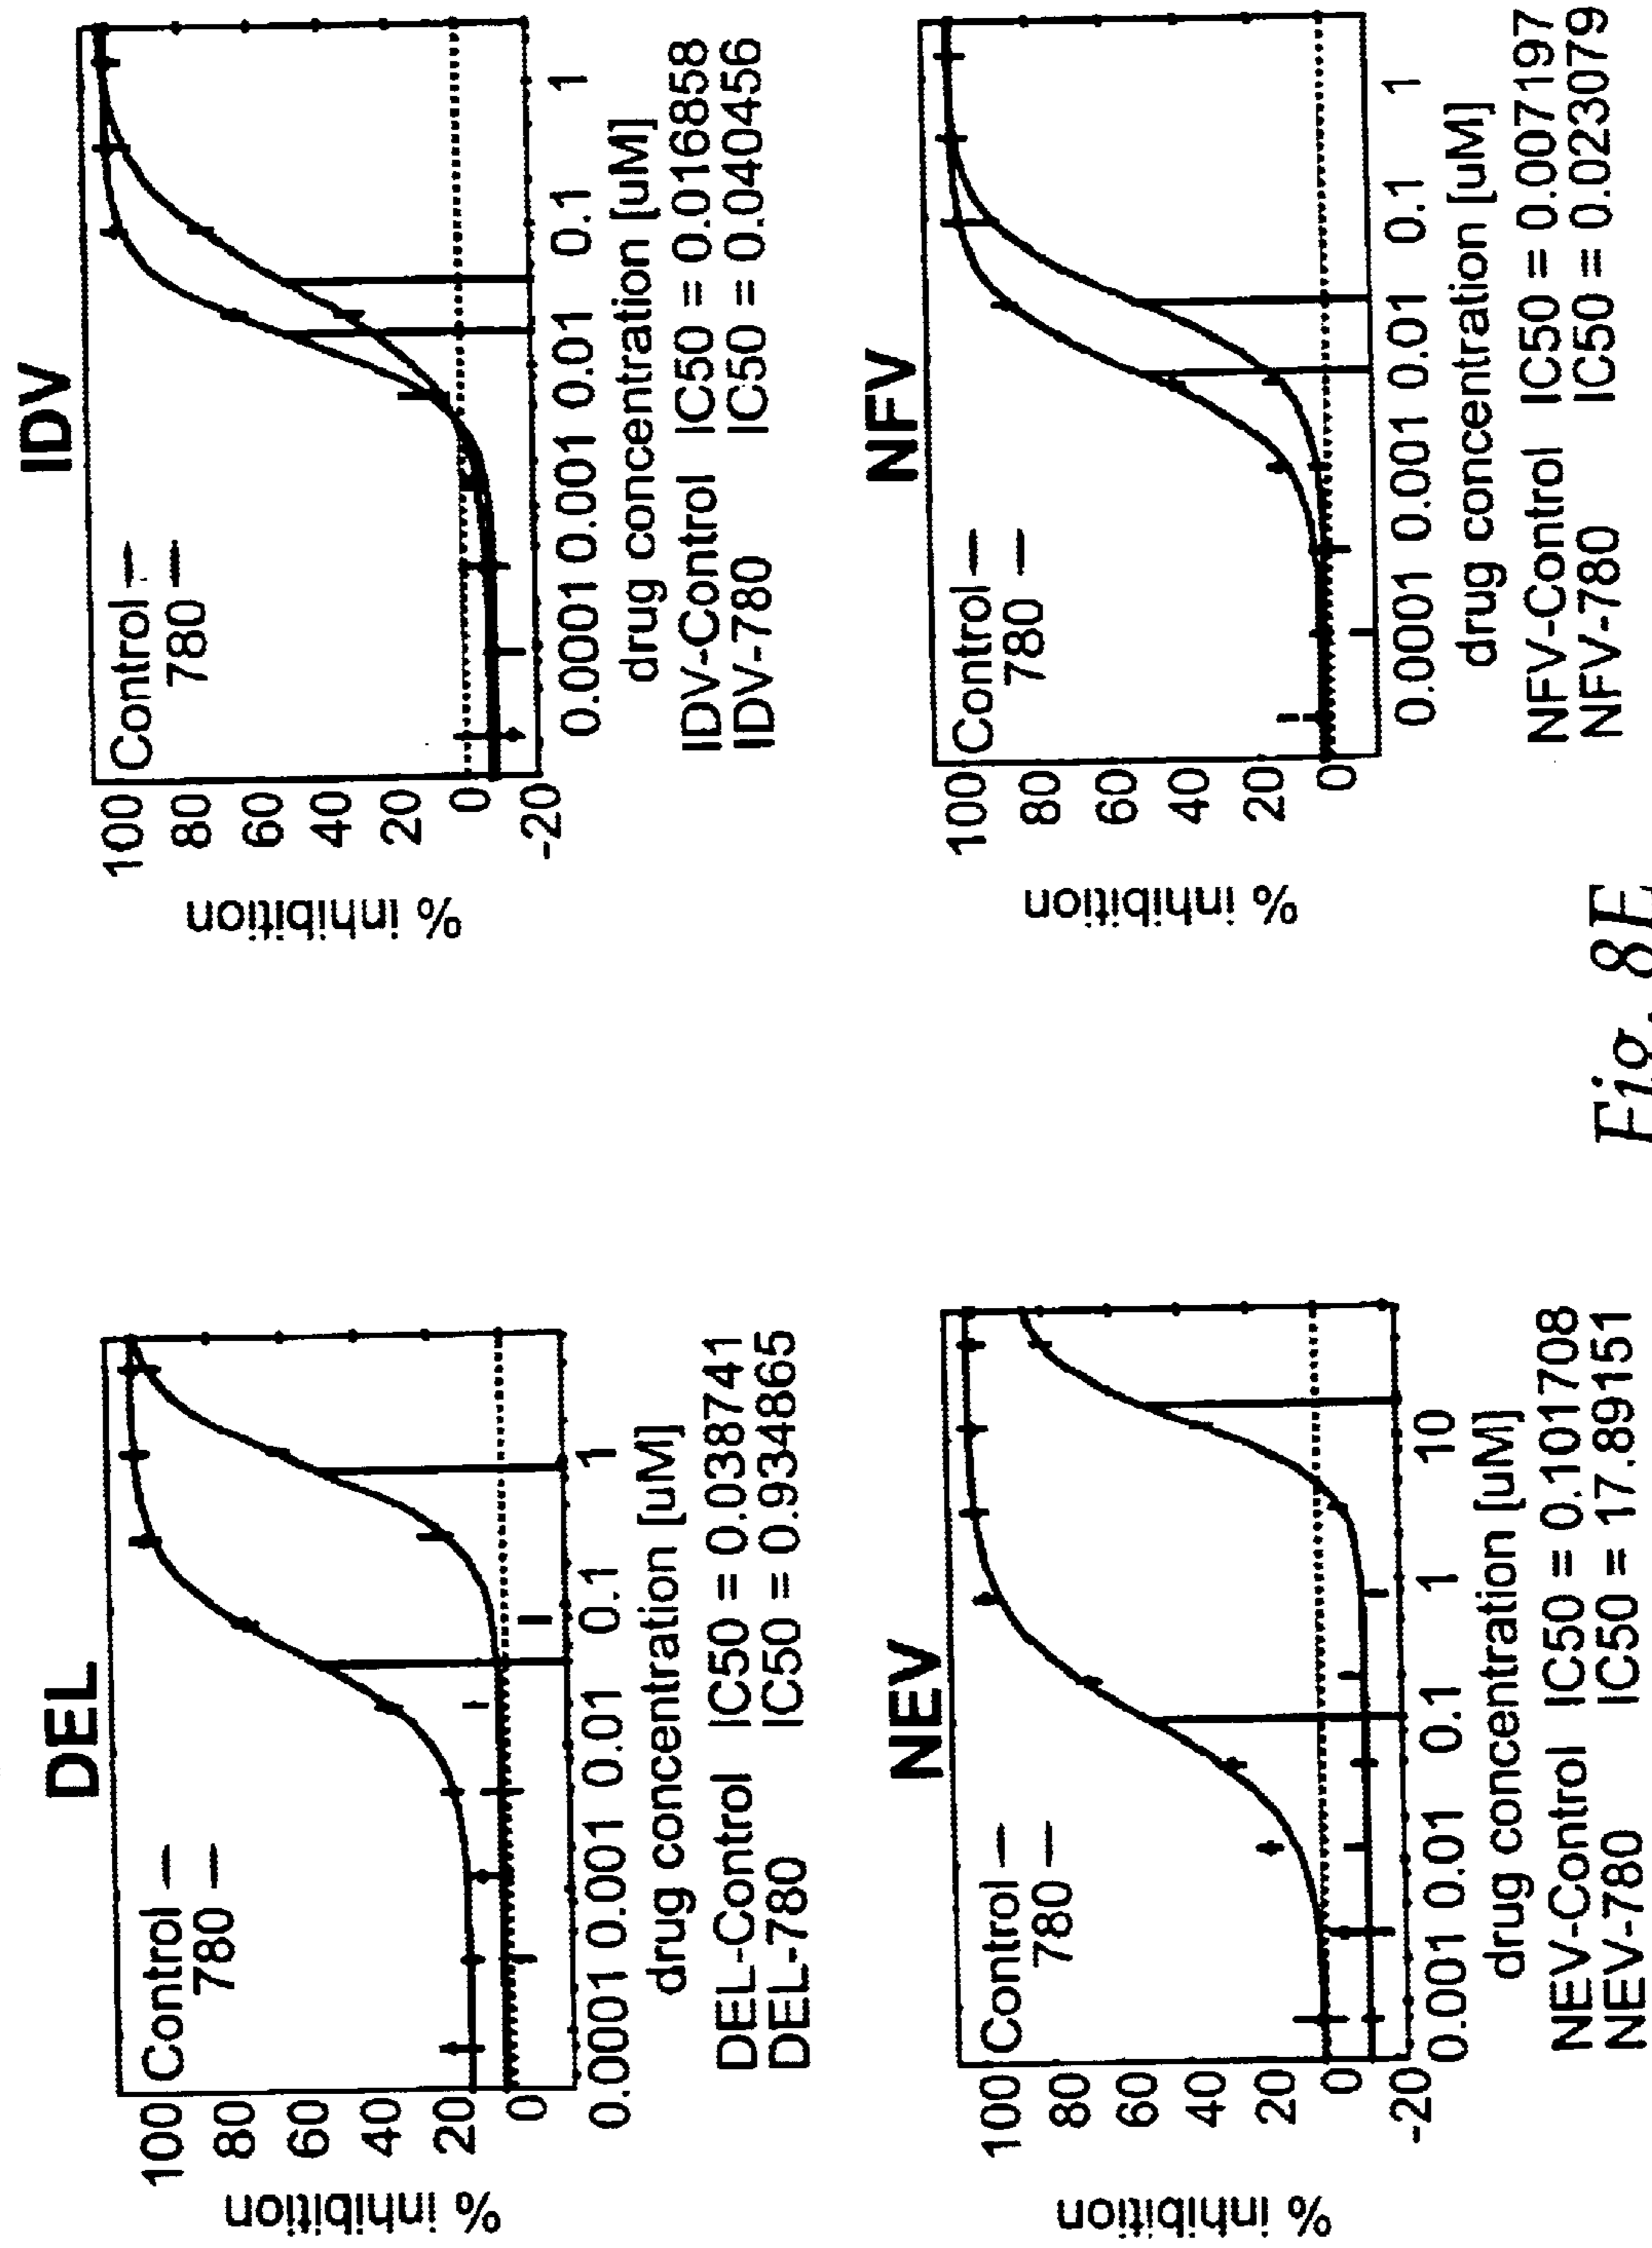 DEL
Control
780
100
80
60
40
20
0
% inhibition
0.0001 0.001 0.01 0.1 1
drug concentration [uM]
DEL-Control IC50 = 0.038741
DEL-780 IC50 = 0.934865
IDV
Control
780
100
80
60
40
20
0
-20
% inhibition
0.0001 0.001 0.01 0.1 1
drug concentration [uM]
IDV-Control IC50 = 0.016858
IDV-780 IC50 = 0.040456
NEV
Control
780
100
80
60
40
20
0
-20
% inhibition
0.001 0.01 0.1 1 10
drug concentration [uM]
NEV-Control IC50 = 0.101708
NEV-780 IC50 = 17.89151
NFV
Control
780
100
80
60
40
20
0
% inhibition
0.0001 0.001 0.01 0.1 1
drug concentration [uM]
NFV-Control IC50 = 0.007197
NFV-780 IC50 = 0.023079
Fig. 8E